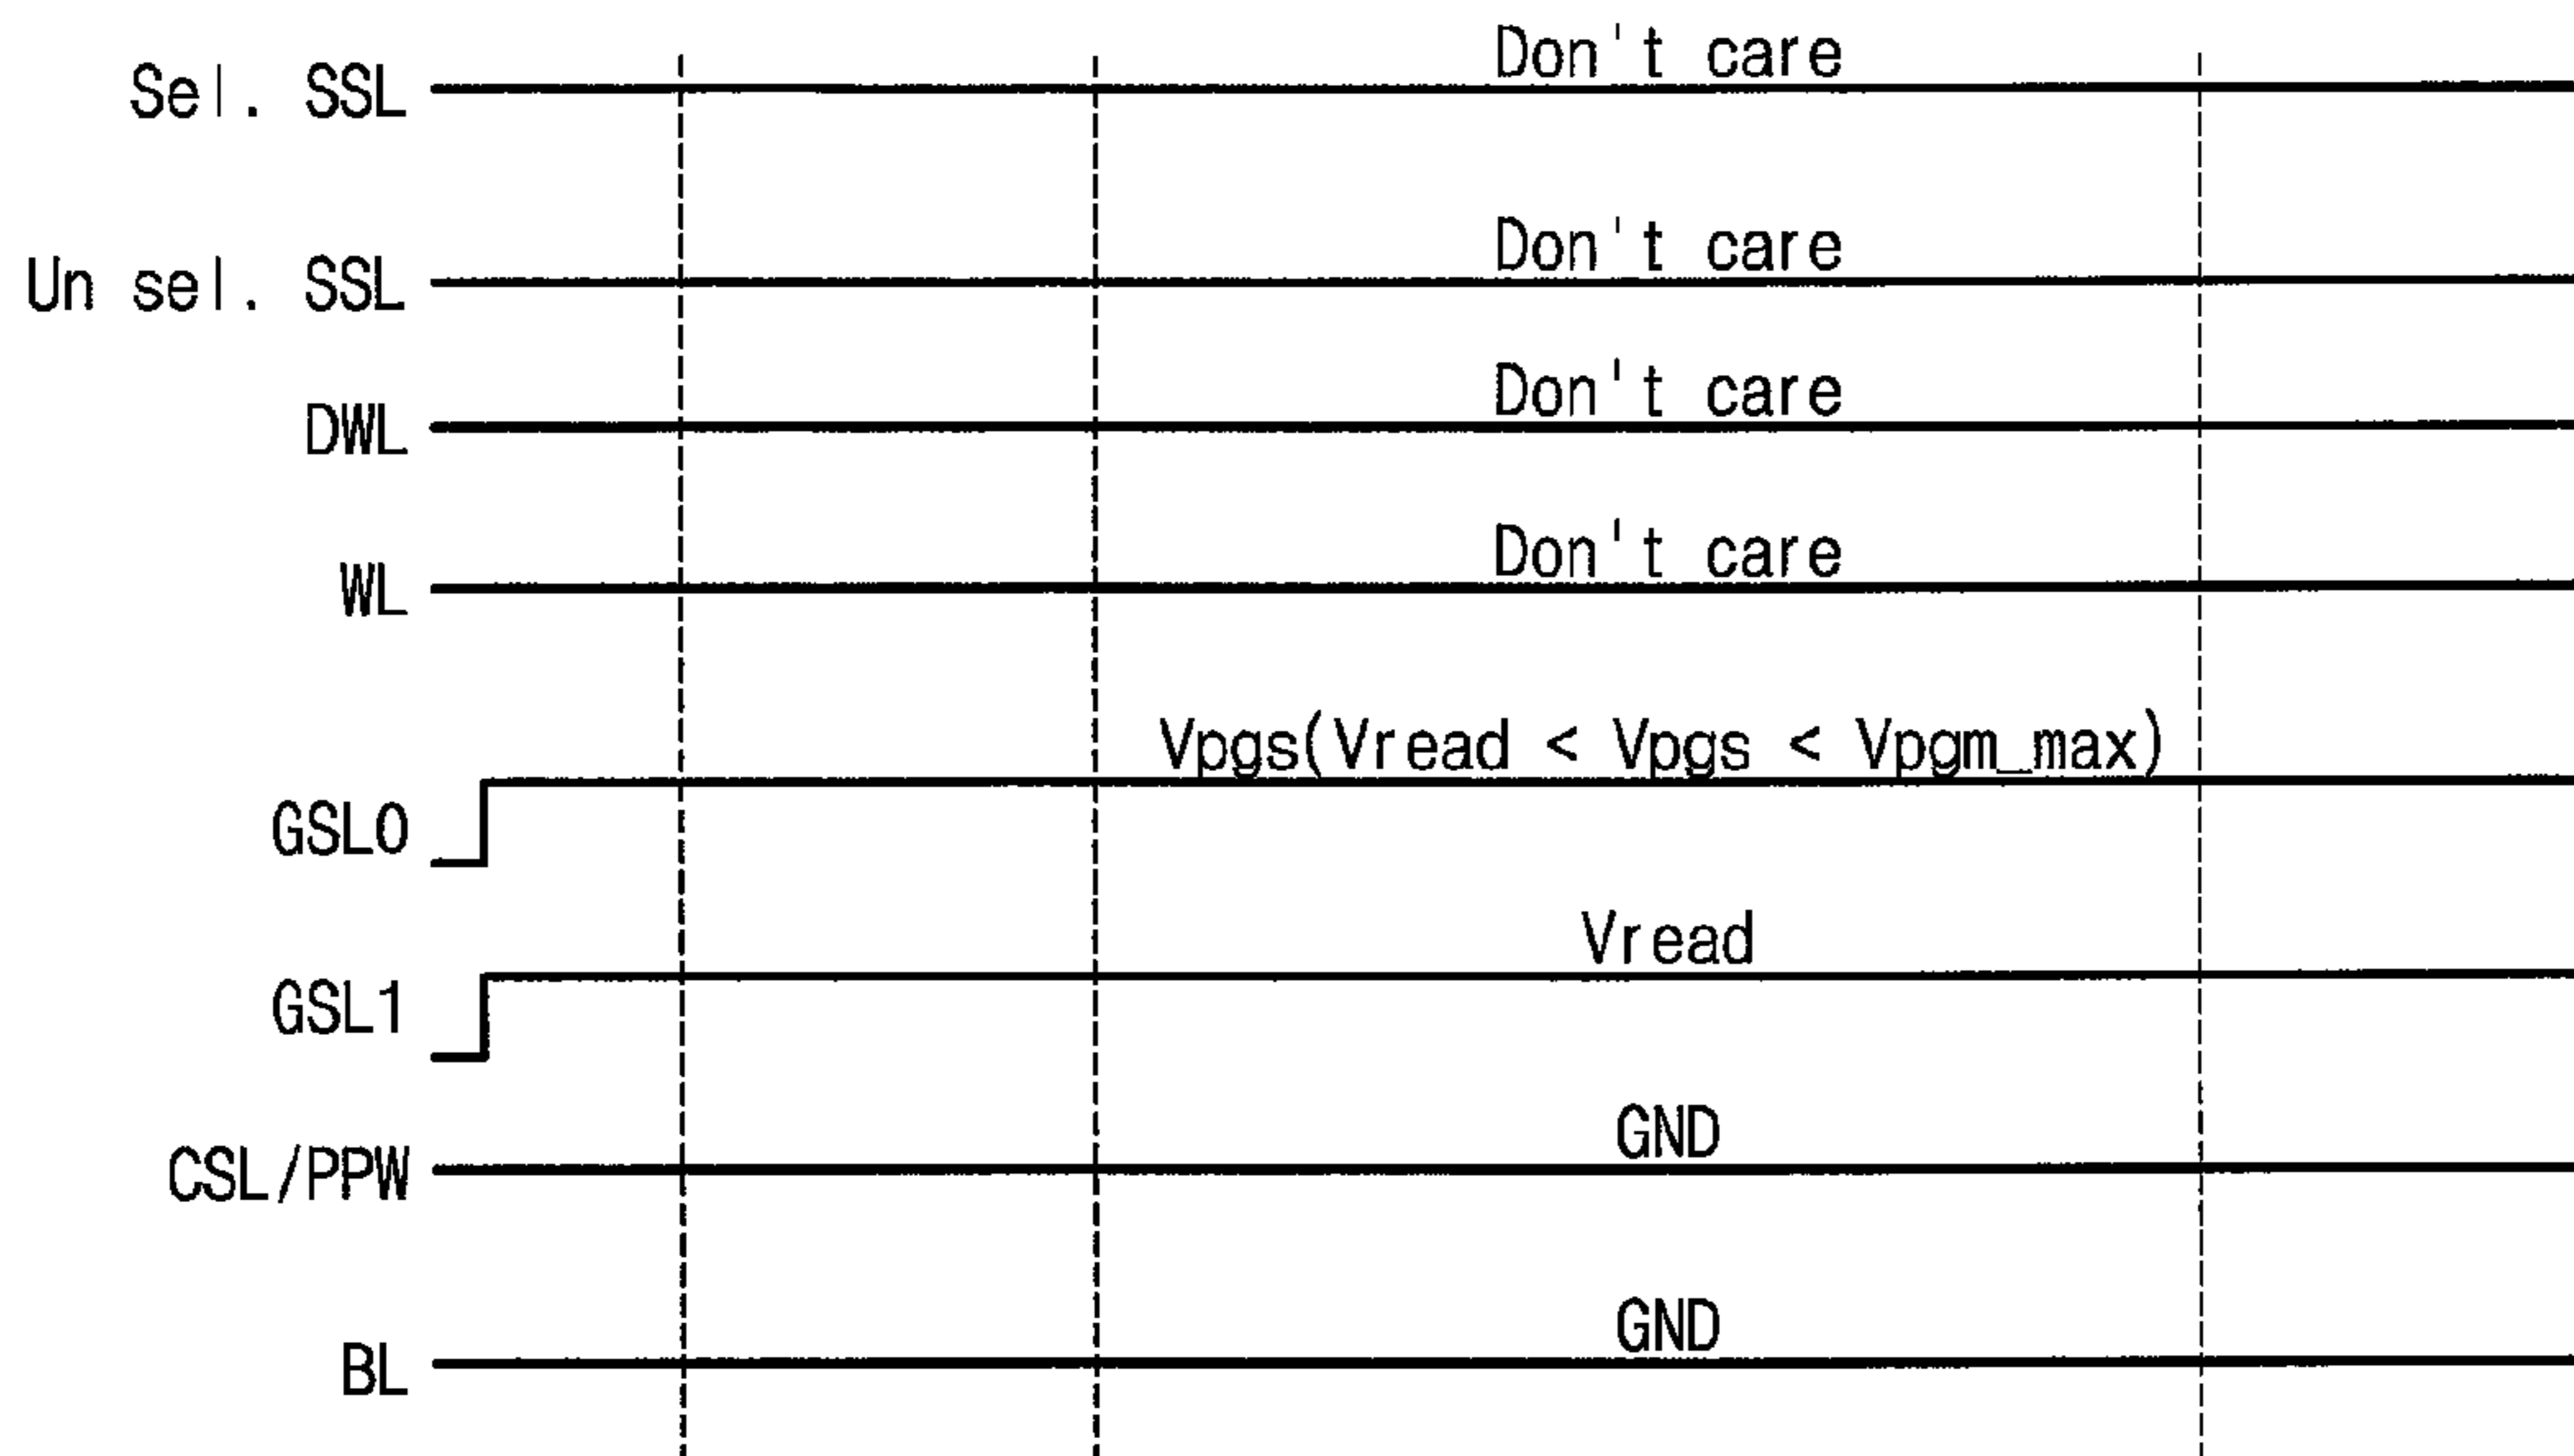 Don't care
Sel. SSL
Don't care
Un sel. SSL
Don't care
DWL
Don't care
WL
Vpgs(Vread < Vpgs < Vpgm_max)
GSL0
Vread
GSL1
GND
CSL/PPW
GND
BL